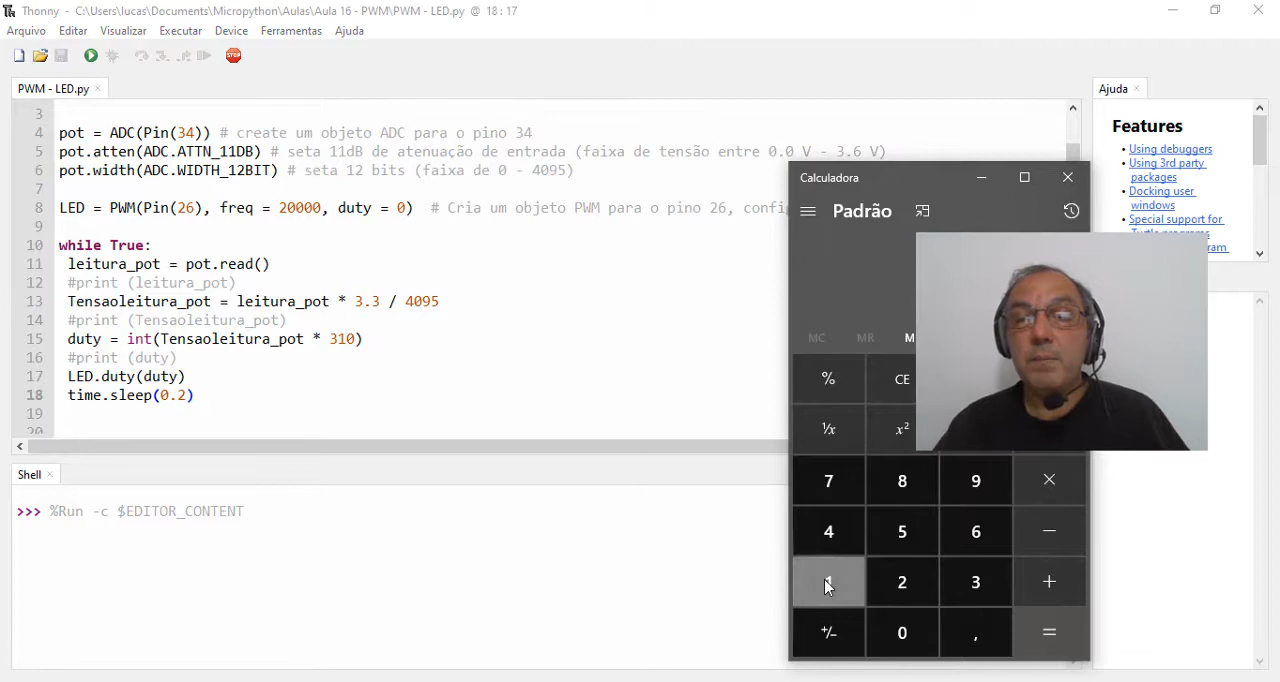 Thonny - C:\Users\lucas\Documents\Micropython\Aulas\Aula 16 - PWM\PWM - LED.py @ 18 : 17
Arquivo Editar Visualizar Executar Device Ferramentas Ajuda
STOP
PWM - LED.py
3
4 pot = ADC(Pin(34)) # create um objeto ADC para o pino 34
5 pot.atten(ADC.ATTN_11DB) # seta 11dB de atenuação de entrada (faixa de tensão entre 0.0 V - 3.6 V)
6 pot.width(ADC.WIDTH_12BIT) # seta 12 bits (faixa de 0 - 4095)
7
8 LED = PWM(Pin(26), freq = 20000, duty = 0) # Cria um objeto PWM para o pino 26,
9
10 while True:
11 leitura_pot = pot.read()
12 #print (leitura_pot)
13 Tensaoleitura_pot = leitura_pot * 3.3 / 4095
14 #print (Tensaoleitura_pot)
15 duty = int(Tensaoleitura_pot * 310)
16 #print (duty)
17 LED.duty(duty)
18 time.sleep(0.2)
19
20
Shell
>>> %Run -c $EDITOR_CONTENT
Ajuda
Features
• Using debuggers
• Using 3rd party
packages
• Docking user
windows
• Special support for
Calculadora
Padrão
MC MR M
% CE
¹/x x²
7 8 9 ×
4 5 6 −
1 2 3 +
+/− 0 , =